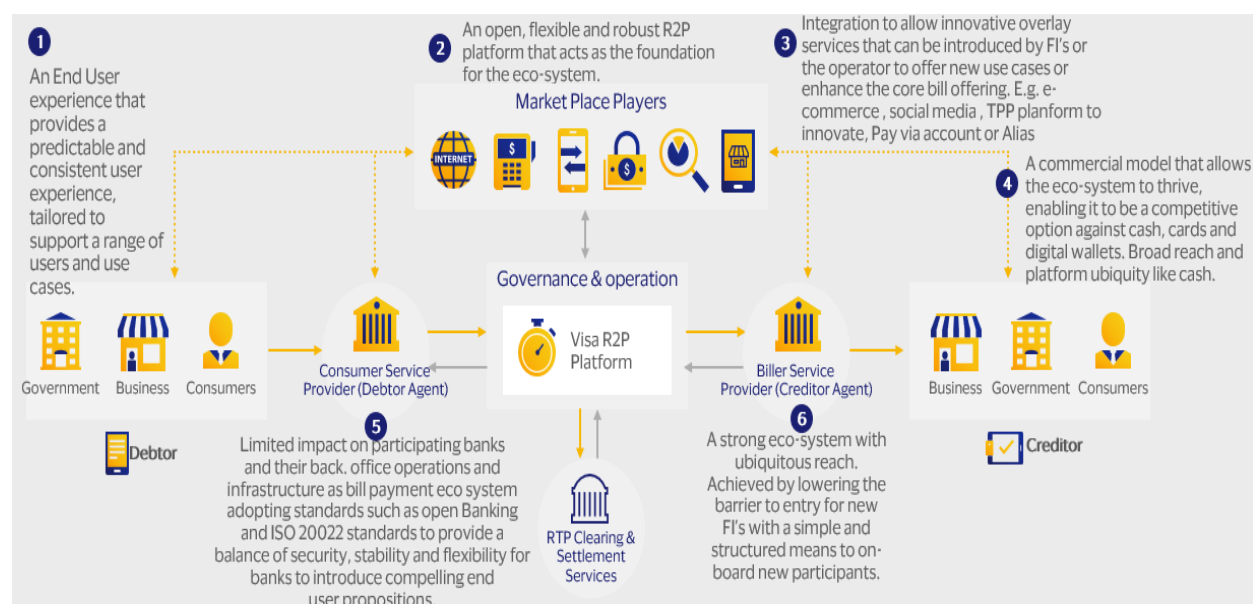 1
An End User
experience that
provides a
predictable and
consistent user
experience,
tailored to
support a range of
users and use
cases.
2
An open, flexible and robust R2P
platform that acts as the foundation
for the eco-system.
3
Integration to allow innovative overlay
services that can be introduced by FI's or
the operator to offer new use cases or
enhance the core bill offering. E.g. e-
commerce , social media , TPP planform to
innovate, Pay via account or Alias
Market Place Players
INTERNET
$
$
4
A commercial model that allows
the eco-system to thrive,
enabling it to be a competitive
option against cash, cards and
digital wallets. Broad reach and
platform ubiquity like cash.
Government
Business
Consumers
Debtor
Consumer Service
Provider (Debtor Agent)
Governance & operation
Visa R2P
Platform
Biller Service
Provider (Creditor Agent)
Business
Government
Consumers
Creditor
5
Limited impact on participating banks
and their back. office operations and
infrastructure as bill payment eco system
adopting standards such as open Banking
and ISO 20022 standards to provide a
balance of security, stability and flexibility for
banks to introduce compelling end
user propositions.
RTP Clearing &
Settlement
Services
6
A strong eco-system with
ubiquitous reach.
Achieved by lowering the
barrier to entry for new
FI's with a simple and
structured means to on-
board new participants.